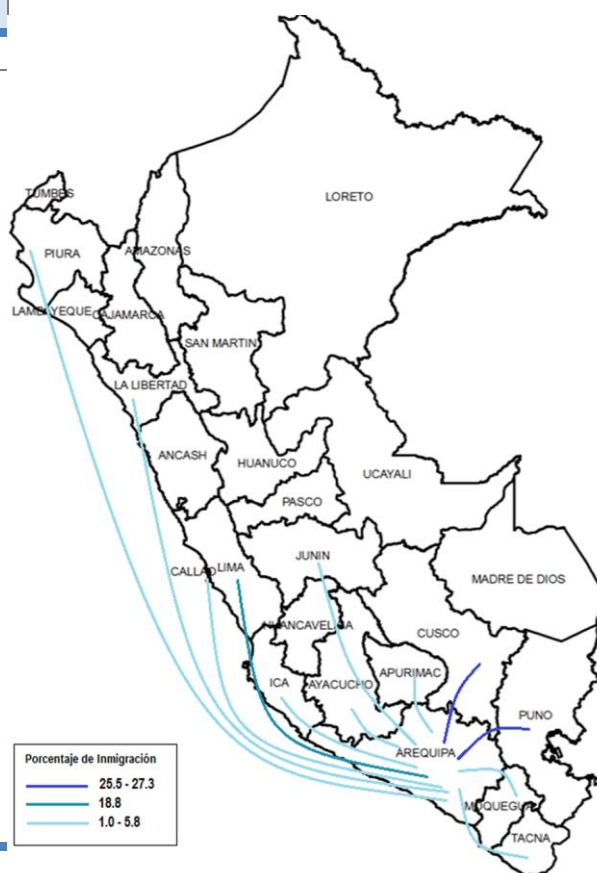 LORETO
TUMBES
PIURA
AMAZONAS
LAMBAYEQUE
CAJAMARCA
SAN MARTIN
LA LIBERTAD
ANCASH
HUANUCO
UCAYALI
PASCO
JUNIN
CALLAO
LIMA
MADRE DE DIOS
HUANCAVELICA
CUSCO
APURIMAC
ICA
AYACUCHO
PUNO
AREQUIPA
MOQUEGUA
TACNA
Porcentaje de Inmigración
25.5 - 27.3
18.8
1.0 - 5.8